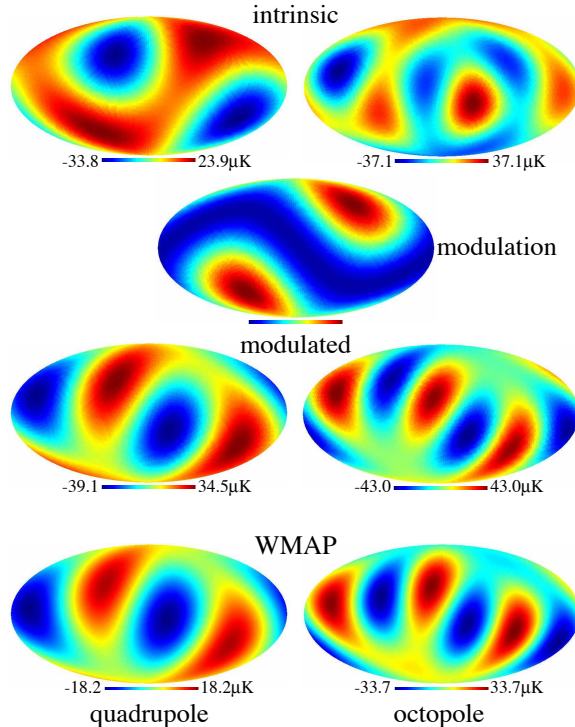 intrinsic
-33.8 23.9μK -37.1 37.1μK
modulation
modulated
-39.1 34.5μK -43.0 43.0μK
WMAP
-18.2 18.2μK -33.7 33.7μK
quadrupole octopole